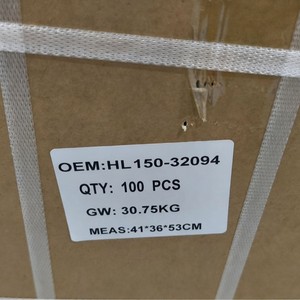 OEM:HL150-32094
QTY: 100 PCS
GW: 30.75KG
MEAS:41*36*53CM